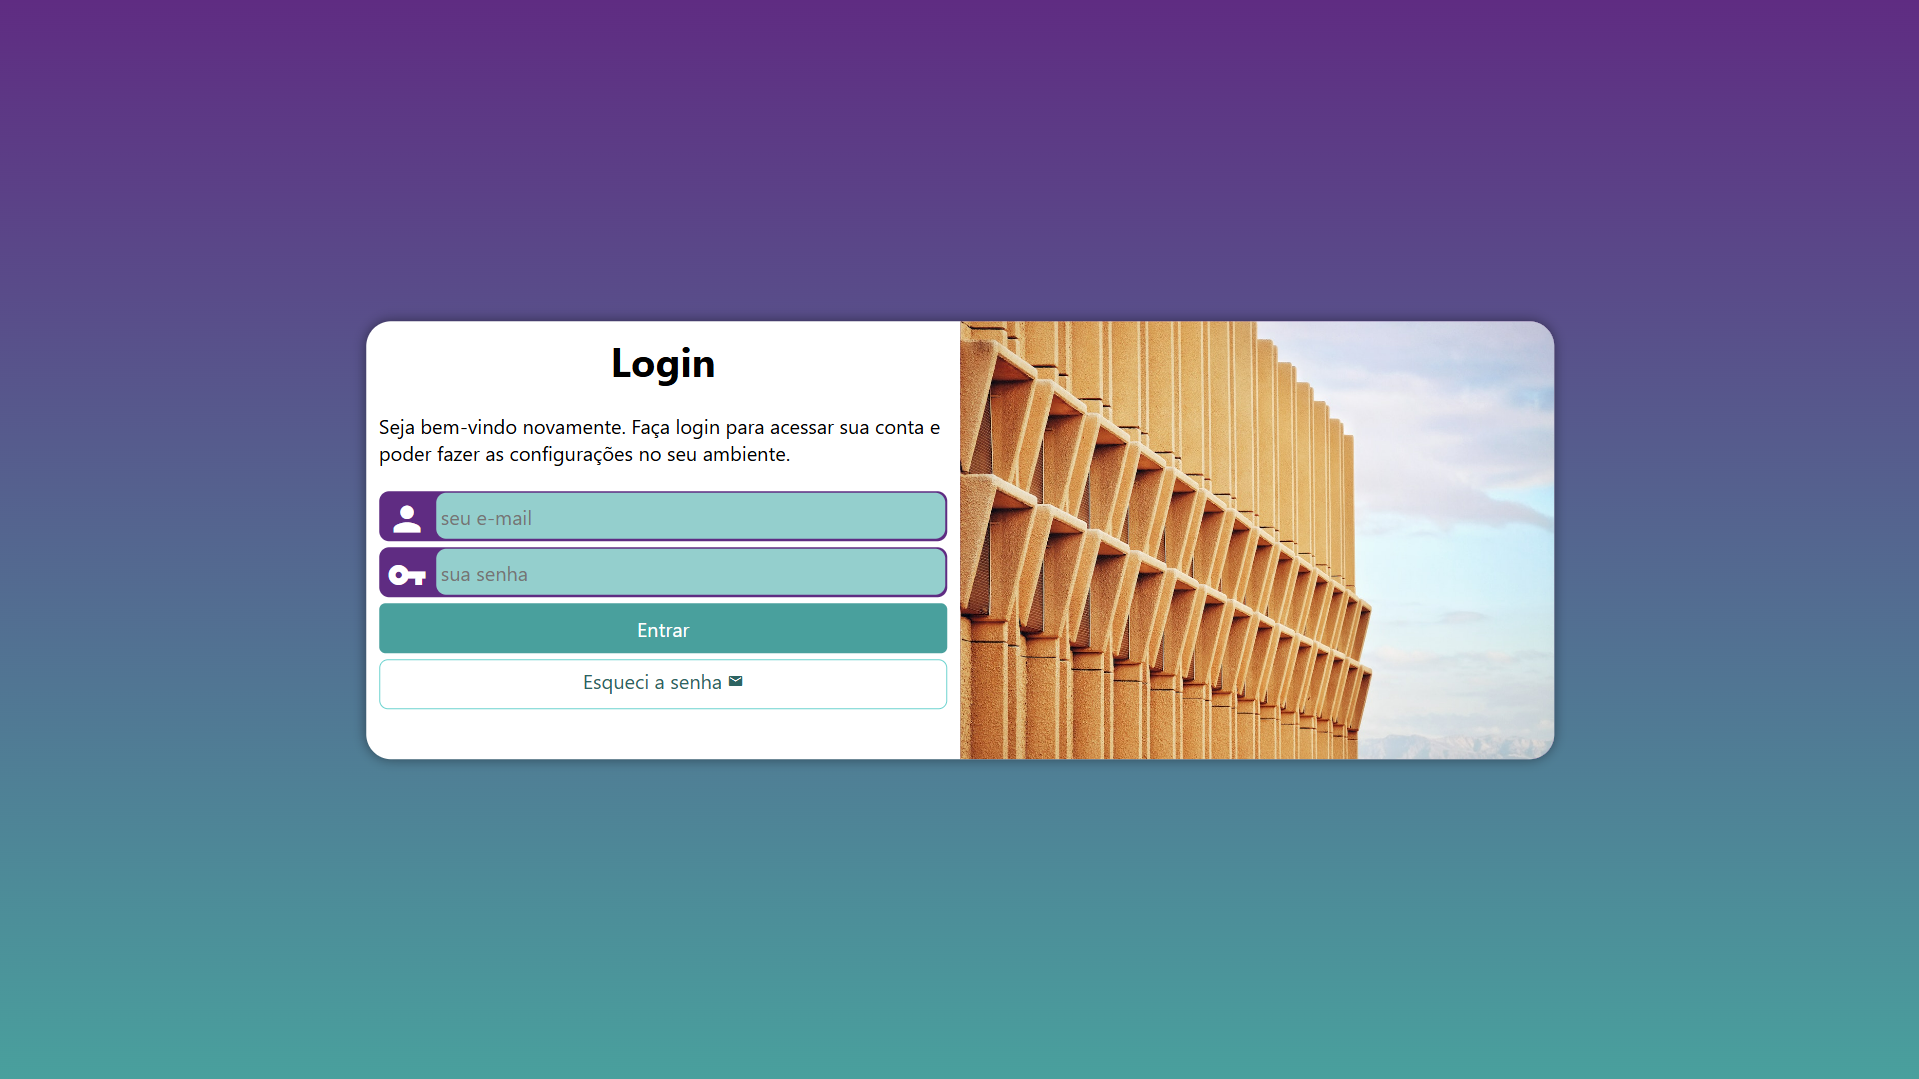 Login
Seja bem-vindo novamente. Faça login para acessar sua conta e
poder fazer as configurações no seu ambiente.
seu e-mail
sua senha
Entrar
Esqueci a senha